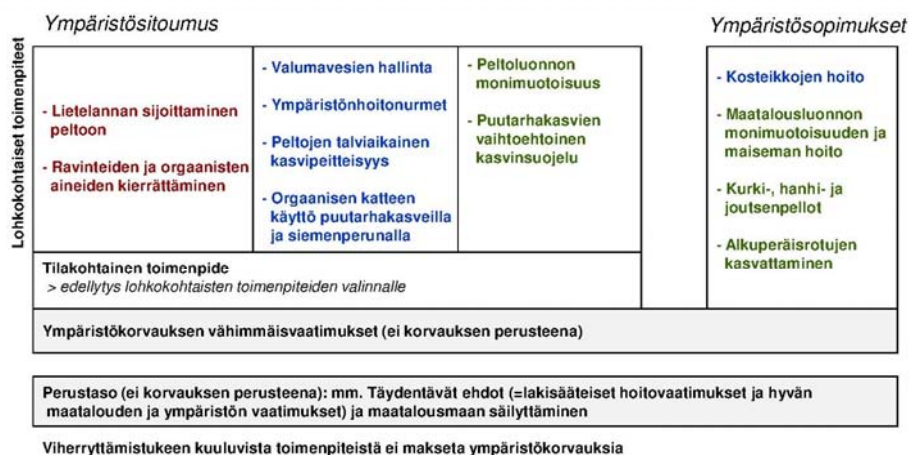 Ympäristösitoumus
Ympäristösopimukset
Lohkokohtaiset toimenpiteet
- Lietelannan sijoittaminen
peltoon
- Ravinteiden ja orgaanisten
aineiden kierrättäminen
- Valumavesien hallinta
- Ympäristönhoitonurmet
- Peltojen talviaikainen
kasvipeitteisyys
- Orgaanisen katteen
käyttö puutarhakasveilla
ja siemenperunalla
- Peltoluonnon
monimuotoisuus
- Puutarhakasvien
vaihtoehtoinen
kasvinsuojelu
- Kosteikkojen hoito
- Maatalousluonnon
monimuotoisuuden ja
maiseman hoito
- Kurki-, hanhi- ja
joutsenpellot
- Alkuperäisrotujen
kasvattaminen
Tilakohtainen toimenpide
> edellytys lohkokohtaisten toimenpiteiden valinnalle
Ympäristökorvauksen vähimmäisvaatimukset (ei korvauksen perusteena)
Perustaso (ei korvauksen perusteena): mm. Täydentävät ehdot (=lakisääteiset hoitovaatimukset ja hyvän
maatalouden ja ympäristön vaatimukset) ja maatalousmaan säilyttäminen
Viherryttämistukeen kuuluvista toimenpiteistä ei makseta ympäristökorvauksia